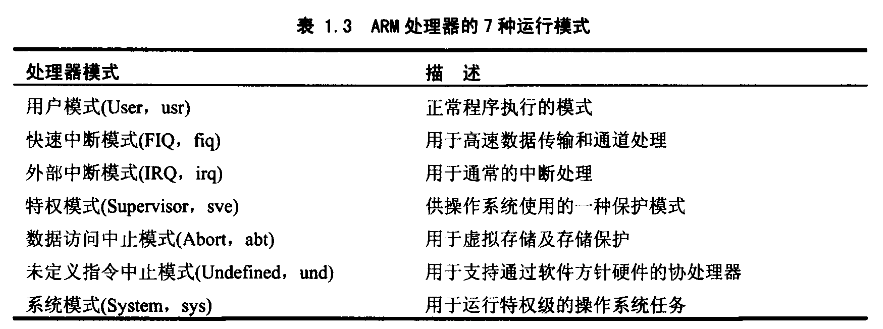 表 1.3 ARM 处理器的 7 种运行模式
处理器模式 描 述
用户模式(User，usr) 正常程序执行的模式
快速中断模式(FIQ，fiq) 用于高速数据传输和通道处理
外部中断模式(IRQ，irq) 用于通常的中断处理
特权模式(Supervisor，sve) 供操作系统使用的一种保护模式
数据访问中止模式(Abort，abt) 用于虚拟存储及存储保护
未定义指令中止模式(Undefined，und) 用于支持通过软件方针硬件的协处理器
系统模式(System，sys) 用于运行特权级的操作系统任务